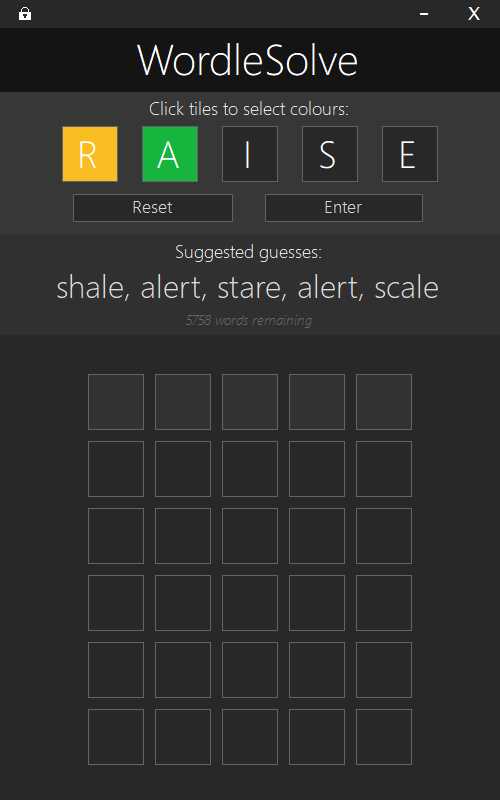 X
WordleSolve
Click tiles to select colours:
R A I S E
Reset Enter
Suggested guesses:
shale, alert, stare, alert, scale
5758 words remaining